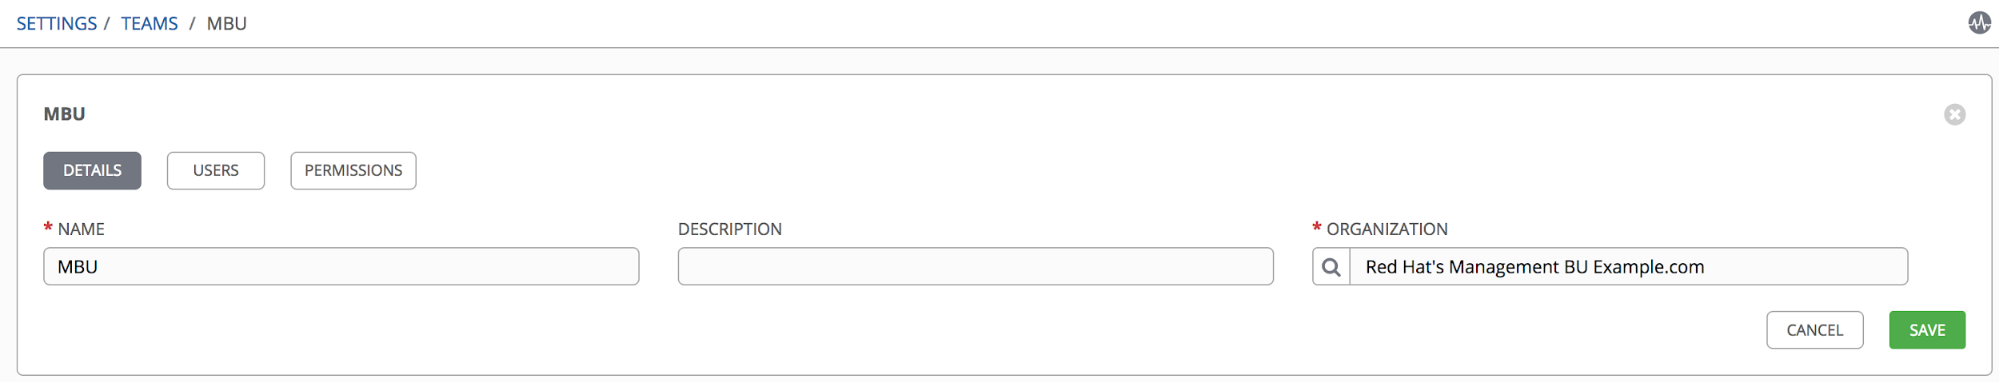 SETTINGS / TEAMS / MBU
MBU
DETAILS USERS PERMISSIONS
* NAME DESCRIPTION * ORGANIZATION
MBU Red Hat's Management BU Example.com
CANCEL SAVE